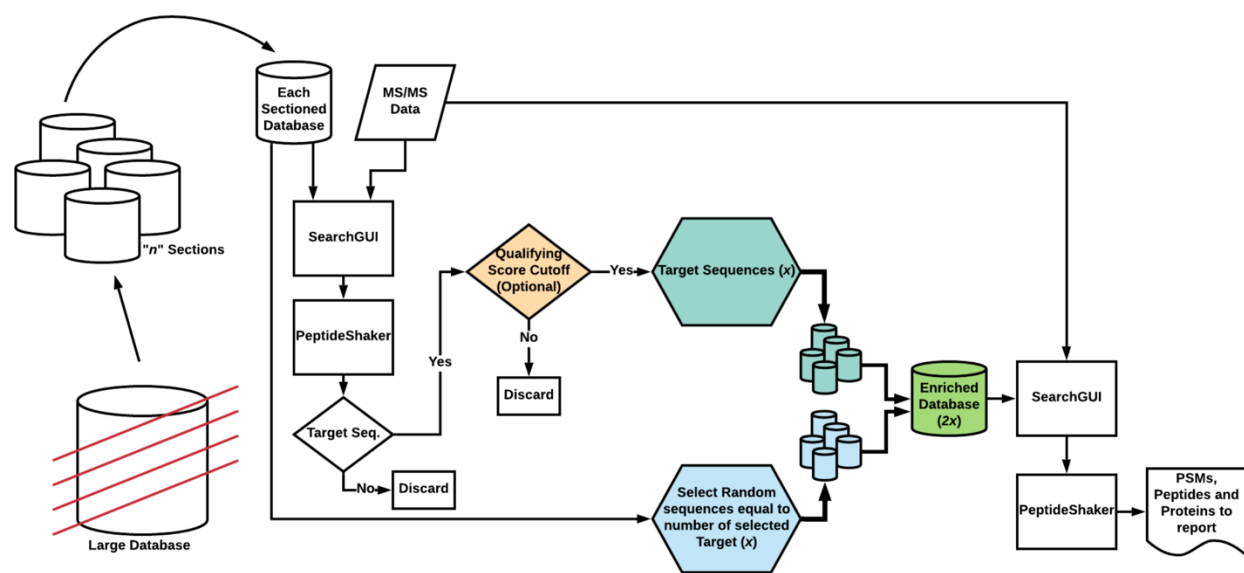 Each
Sectioned
Database
MS/MS
Data
"n" Sections
SearchGUI
PeptideShaker
Target Seq.
Yes
No
Discard
Qualifying
Score Cutoff
(Optional)
Yes
No
Discard
Target Sequences (x)
Select Random
sequences equal to
number of selected
Target (x)
Enriched
Database
(2x)
SearchGUI
PeptideShaker
PSMs,
Peptides and
Proteins to
report
Large Database